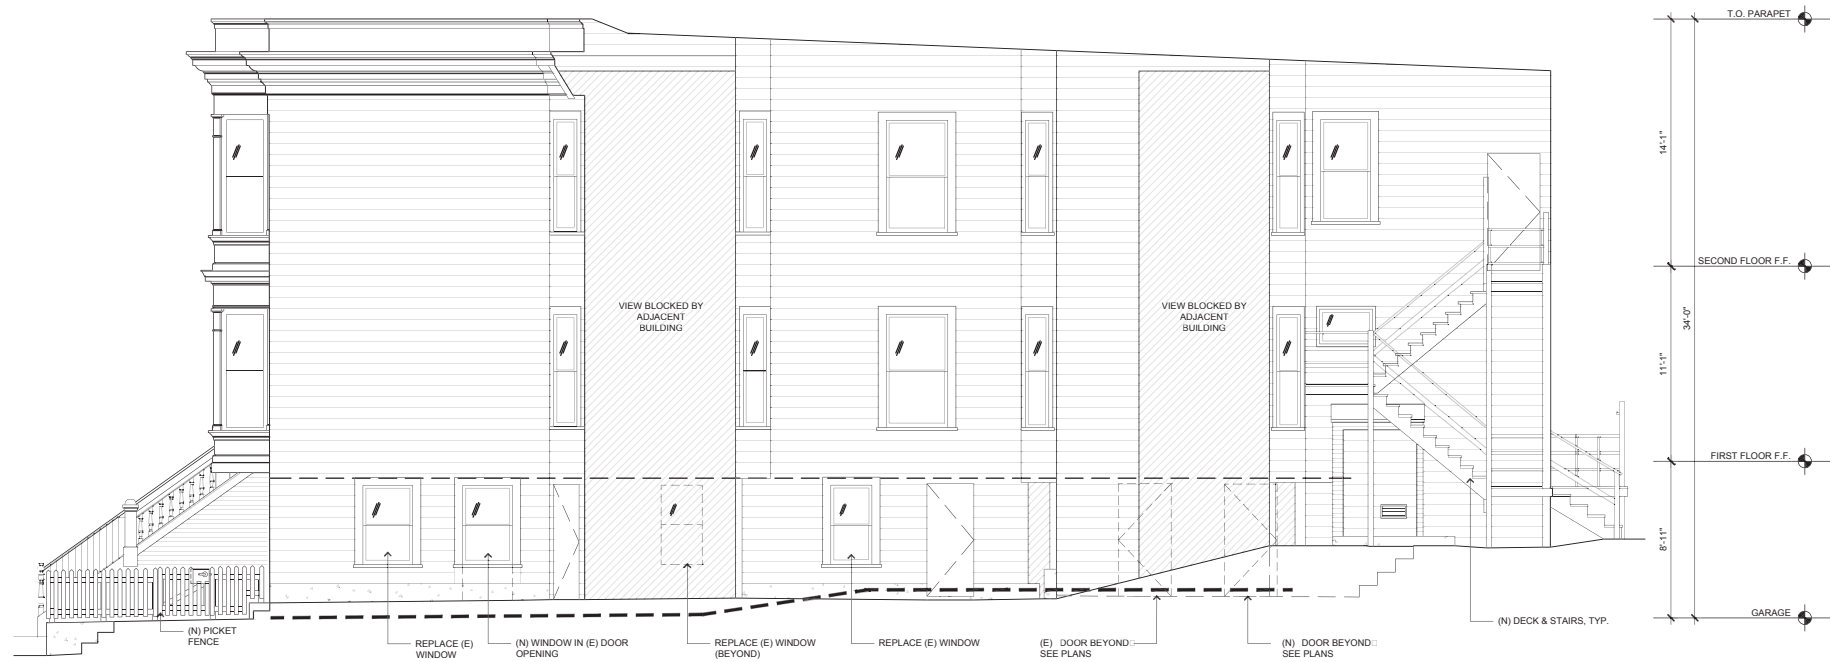 T.O. PARAPET
14'-1"
SECOND FLOOR F.F.
34'-0"
11'-1"
FIRST FLOOR F.F.
8'-11"
GARAGE
VIEW BLOCKED BY
ADJACENT
BUILDING
VIEW BLOCKED BY
ADJACENT
BUILDING
(N) PICKET
FENCE
REPLACE (E)
WINDOW
(N) WINDOW IN (E) DOOR
OPENING
REPLACE (E) WINDOW
(BEYOND)
REPLACE (E) WINDOW
(E) DOOR BEYOND
SEE PLANS
(N) DOOR BEYOND
SEE PLANS
(N) DECK & STAIRS, TYP.